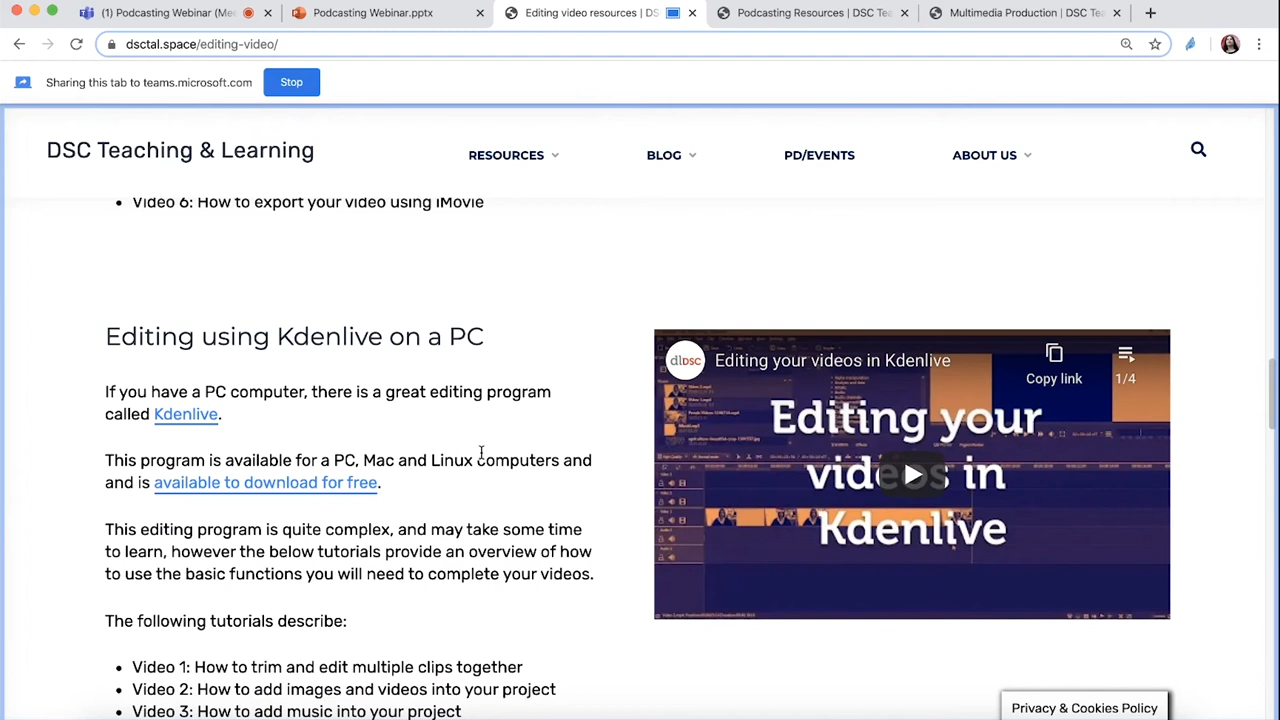 (1) Podcasting Webinar (Me
Podcasting Webinar.pptx
Editing video resources | DS
Podcasting Resources | DSC Tea
Multimedia Production | DSC Te
dsctal.space/editing-video/
Sharing this tab to teams.microsoft.com
Stop
DSC Teaching & Learning
RESOURCES
BLOG
PD/EVENTS
ABOUT US
Video 6: How to export your video using iMovie
Editing using Kdenlive on a PC
If you have a PC computer, there is a great editing program
called Kdenlive.
This program is available for a PC, Mac and Linux computers and
and is available to download for free.
This editing program is quite complex, and may take some time
to learn, however the below tutorials provide an overview of how
to use the basic functions you will need to complete your videos.
The following tutorials describe:
Video 1: How to trim and edit multiple clips together
Video 2: How to add images and videos into your project
Video 3: How to add music into your project
dlDSC
Editing your videos in Kdenlive
Copy link
1/4
Editing your
videos in
Kdenlive
Privacy & Cookies Policy